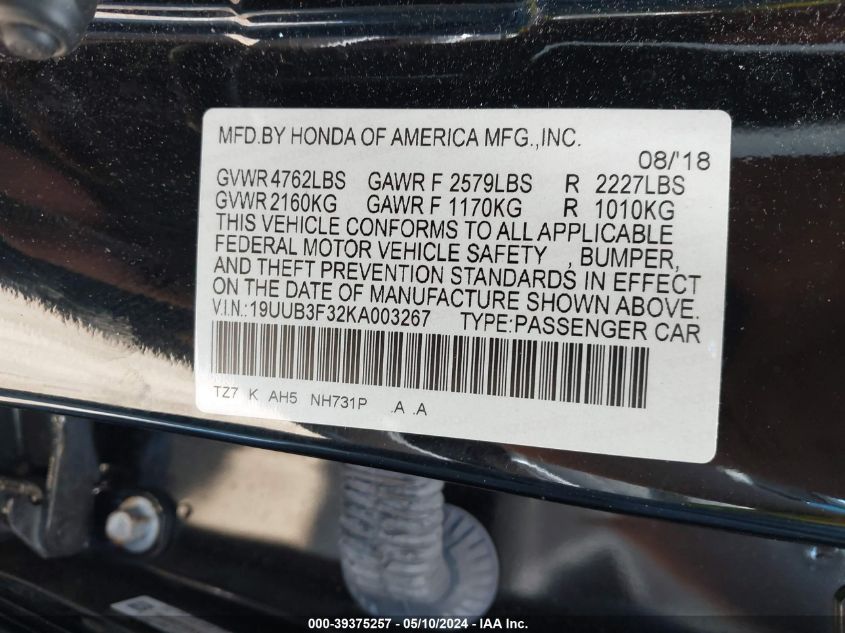 MFD.BY HONDA OF AMERICA MFG.,INC.
08/'18
GVWR 4762LBS GAWR F 2579LBS R 2227LBS
GVWR 2160KG GAWR F 1170KG R 1010KG
THIS VEHICLE CONFORMS TO ALL APPLICABLE
FEDERAL MOTOR VEHICLE SAFETY , BUMPER,
AND THEFT PREVENTION STANDARDS IN EFFECT
ON THE DATE OF MANUFACTURE SHOWN ABOVE.
V.I.N.:19UUB3F32KA003267 TYPE:PASSENGER CAR
TZ7 K AH5 NH731P .A .A
000-39375257 - 05/10/2024 - IAA Inc.